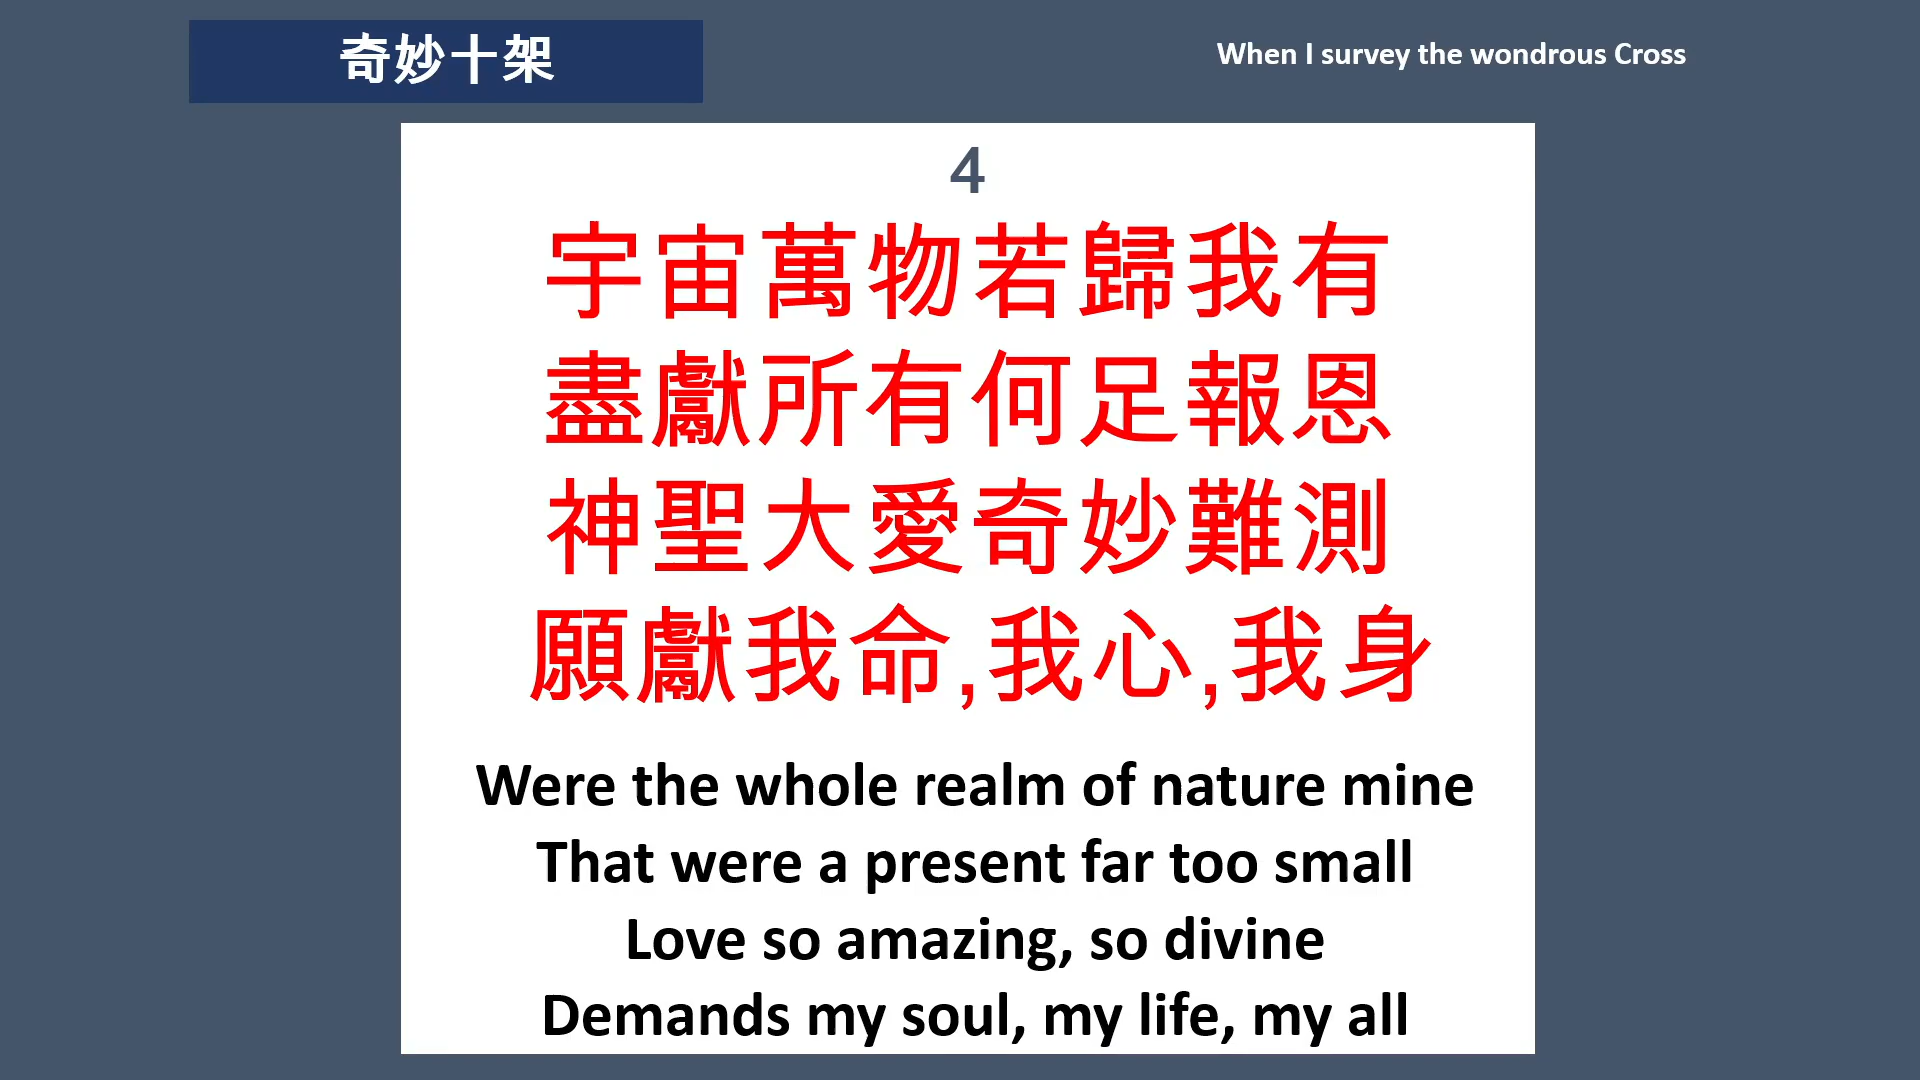 奇妙十架
When I survey the wondrous Cross
4
宇宙萬物若歸我有
盡獻所有何足報恩
神聖大愛奇妙難測
願獻我命,我心,我身
Were the whole realm of nature mine
That were a present far too small
Love so amazing, so divine
Demands my soul, my life, my all